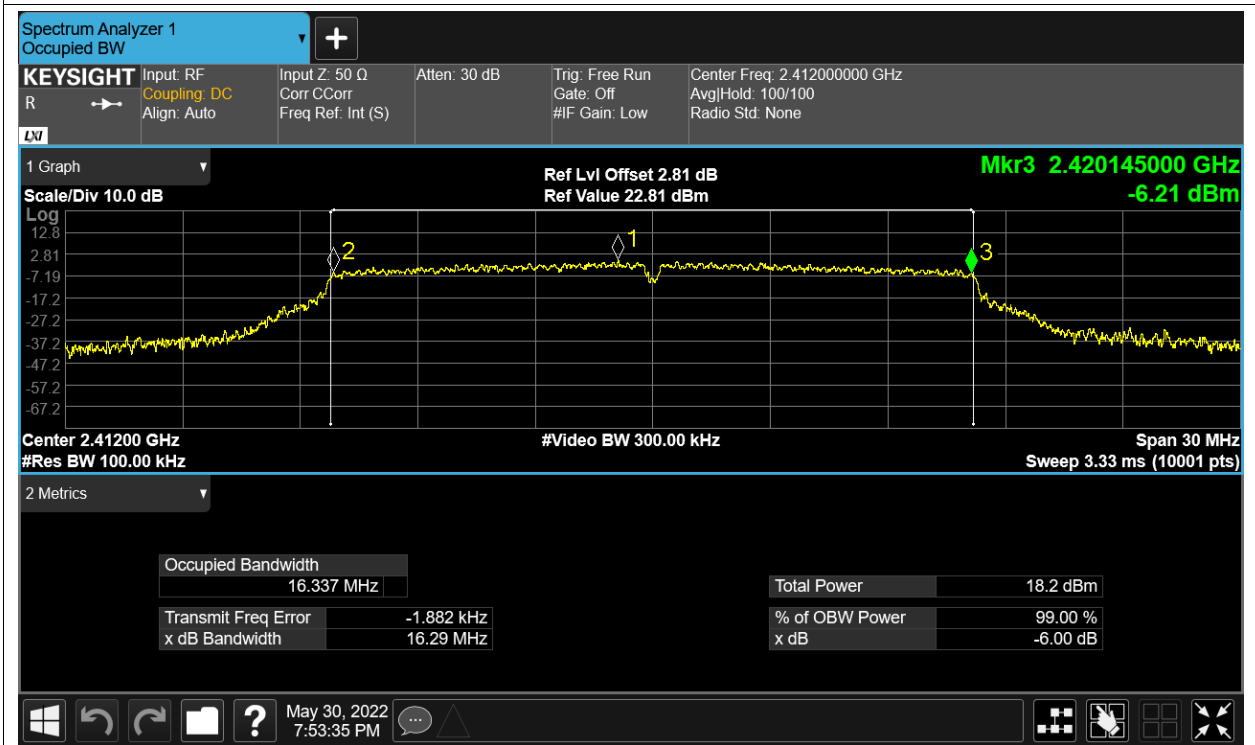 Spectrum Analyzer 1
Occupied BW
KEYSIGHT
R
LXI
Input: RF
Coupling: DC
Align: Auto
Input Z: 50 Ω
Corr CCorr
Freq Ref: Int (S)
Atten: 30 dB
Trig: Free Run
Gate: Off
#IF Gain: Low
Center Freq: 2.412000000 GHz
Avg|Hold: 100/100
Radio Std: None
1 Graph
Scale/Div 10.0 dB
Ref Lvl Offset 2.81 dB
Ref Value 22.81 dBm
Mkr3 2.420145000 GHz
-6.21 dBm
Log
12.8
2.81
-7.19
-17.2
-27.2
-37.2
-47.2
-57.2
-67.2
2
1
3
Center 2.41200 GHz
#Video BW 300.00 kHz
Span 30 MHz
#Res BW 100.00 kHz
Sweep 3.33 ms (10001 pts)
2 Metrics
Occupied Bandwidth
16.337 MHz
Transmit Freq Error -1.882 kHz
x dB Bandwidth 16.29 MHz
Total Power 18.2 dBm
% of OBW Power 99.00 %
x dB -6.00 dB
May 30, 2022
7:53:35 PM